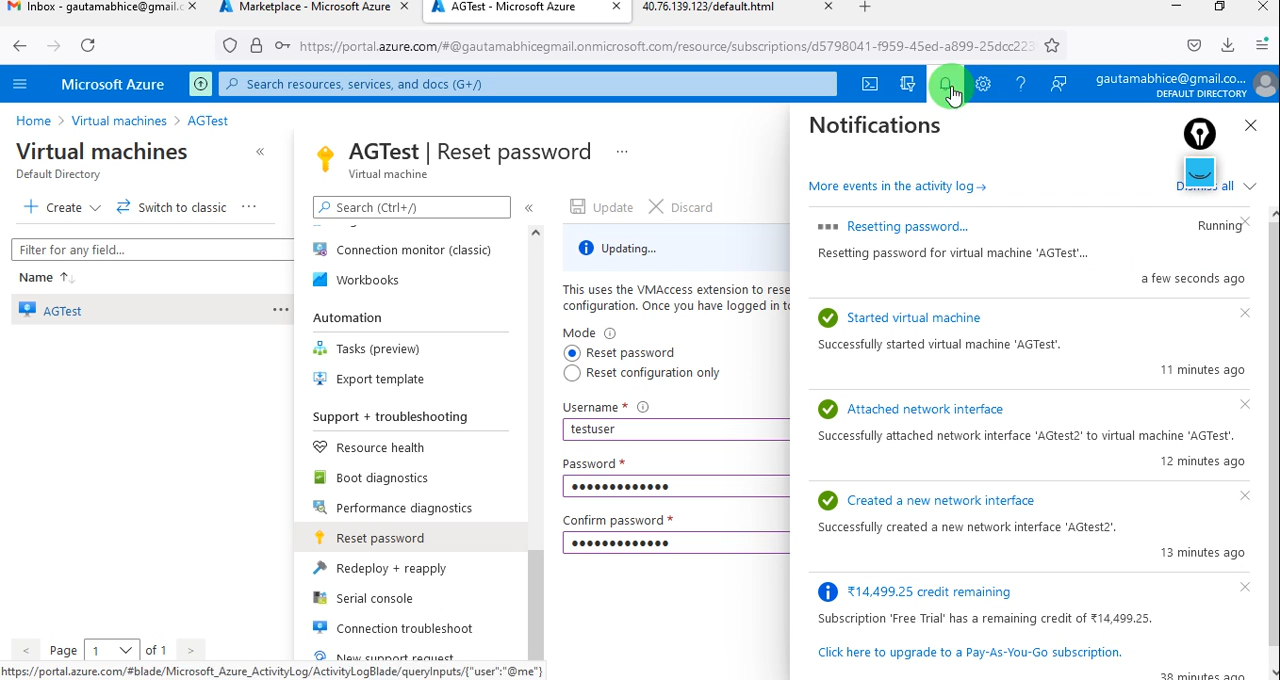 Inbox - gautamabhice@gmail.c
Marketplace - Microsoft Azure
AGTest - Microsoft Azure
40.76.139.123/default.html
https://portal.azure.com/#@gautamabhicegmail.onmicrosoft.com/resource/subscriptions/d5798041-f959-45ed-a899-25dcc223
Microsoft Azure
Search resources, services, and docs (G+/)
gautamabhice@gmail.co...
DEFAULT DIRECTORY
Home > Virtual machines > AGTest
Virtual machines
Default Directory
Create
Switch to classic
Filter for any field...
Name
AGTest
Page 1 of 1
AGTest | Reset password
Virtual machine
Search (Ctrl+/)
Connection monitor (classic)
Workbooks
Automation
Tasks (preview)
Export template
Support + troubleshooting
Resource health
Boot diagnostics
Performance diagnostics
Reset password
Redeploy + reapply
Serial console
Connection troubleshoot
New support request
Update
Discard
Updating...
This uses the VMAccess extension to rese
configuration. Once you have logged in to
Mode
Reset password
Reset configuration only
Username *
testuser
Password *
Confirm password *
Notifications
More events in the activity log →
Dismiss all
Resetting password...
Running
Resetting password for virtual machine 'AGTest'...
a few seconds ago
Started virtual machine
Successfully started virtual machine 'AGTest'.
11 minutes ago
Attached network interface
Successfully attached network interface 'AGtest2' to virtual machine 'AGTest'.
12 minutes ago
Created a new network interface
Successfully created a new network interface 'AGtest2'.
13 minutes ago
₹14,499.25 credit remaining
Subscription 'Free Trial' has a remaining credit of ₹14,499.25.
Click here to upgrade to a Pay-As-You-Go subscription.
38 minutes ago
https://portal.azure.com/#blade/Microsoft_Azure_ActivityLog/ActivityLogBlade/queryInputs/{"user":"@me"}